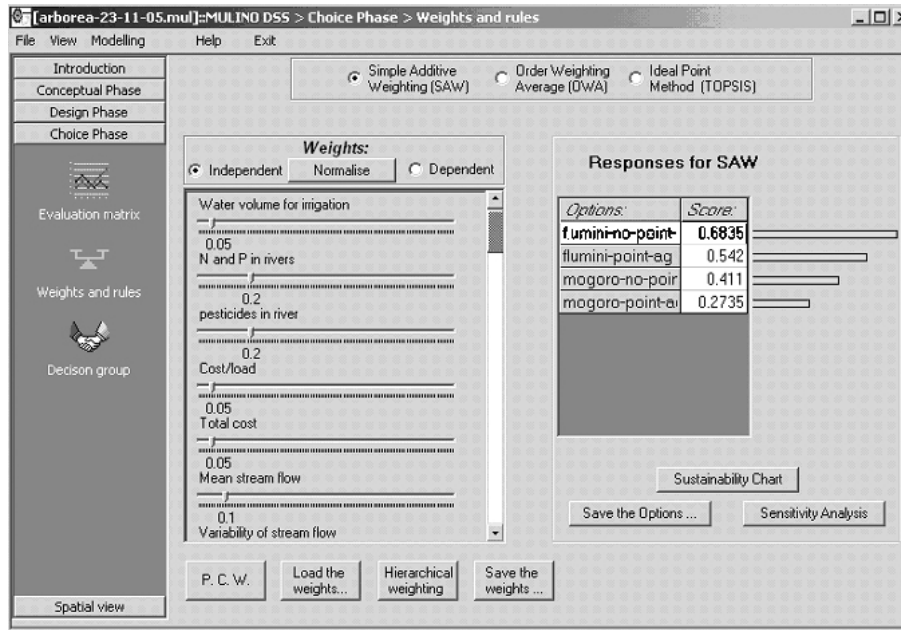 [arborea-23-11-05.mul]::MULINO DSS > Choice Phase > Weights and rules
File View Modelling Help Exit
Introduction
Conceptual Phase
Design Phase
Choice Phase
Evaluation matrix
Weights and rules
Decison group
Spatial view
Simple Additive
Weighting (SAW)
Order Weighting
Average (OWA)
Ideal Point
Method (TOPSIS)
Weights:
Independent Normalise Dependent
Water volume for irrigation
0.05
N and P in rivers
0.2
pesticides in river
0.2
Cost/load
0.05
Total cost
0.05
Mean stream flow
0.1
Variability of stream flow
P. C. W.
Load the
weights...
Hierarchical
weighting
Save the
weights ...
Responses for SAW
Options: Score:
flumini-no-point- 0.6835
flumini-point-ag 0.542
mogoro-no-poir 0.411
mogoro-point-a 0.2735
Sustainability Chart
Save the Options ... Sensitivity Analysis